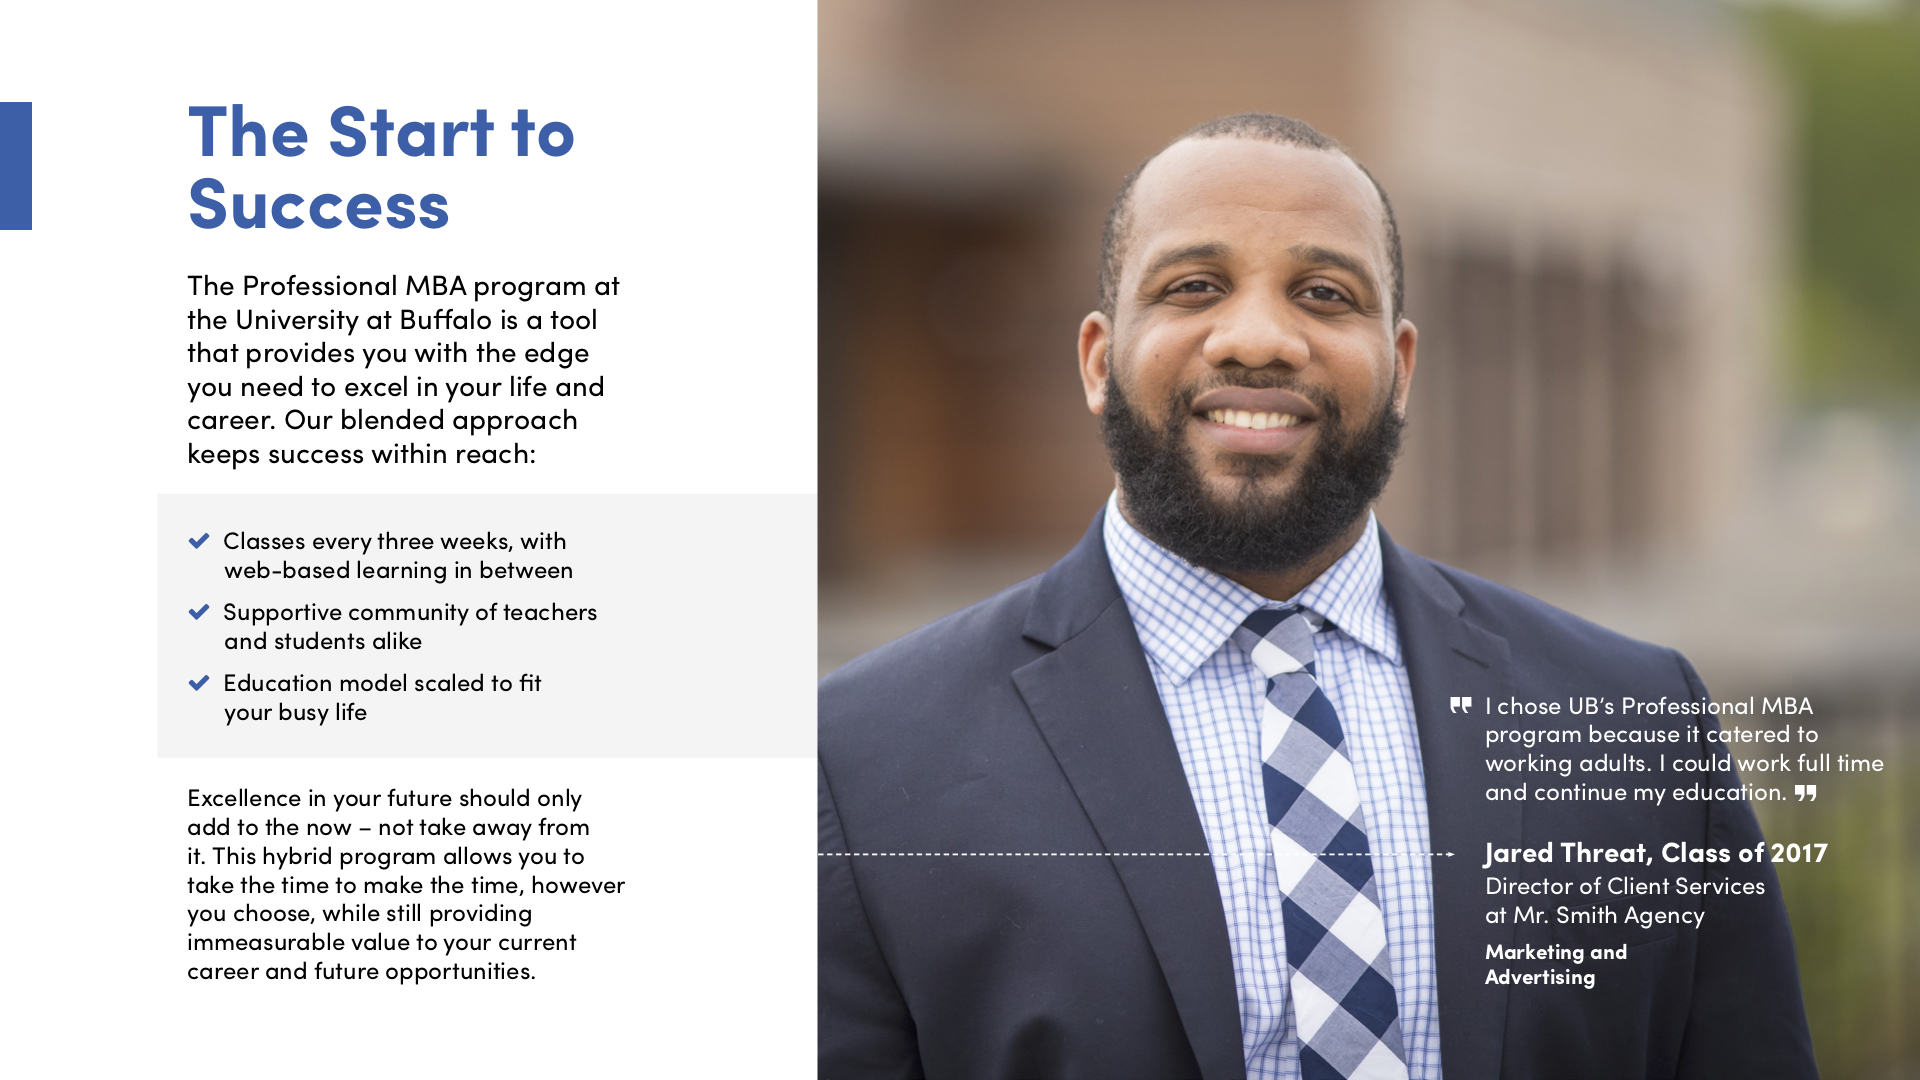 The Start to
Success
The Professional MBA program at
the University at Buffalo is a tool
that provides you with the edge
you need to excel in your life and
career. Our blended approach
keeps success within reach:
Classes every three weeks, with
web-based learning in between
Supportive community of teachers
and students alike
Education model scaled to fit
your busy life
Excellence in your future should only
add to the now – not take away from
it. This hybrid program allows you to
take the time to make the time, however
you choose, while still providing
immeasurable value to your current
career and future opportunities.
" I chose UB's Professional MBA
program because it catered to
working adults. I could work full time
and continue my education. "
Jared Threat, Class of 2017
Director of Client Services
at Mr. Smith Agency
Marketing and
Advertising